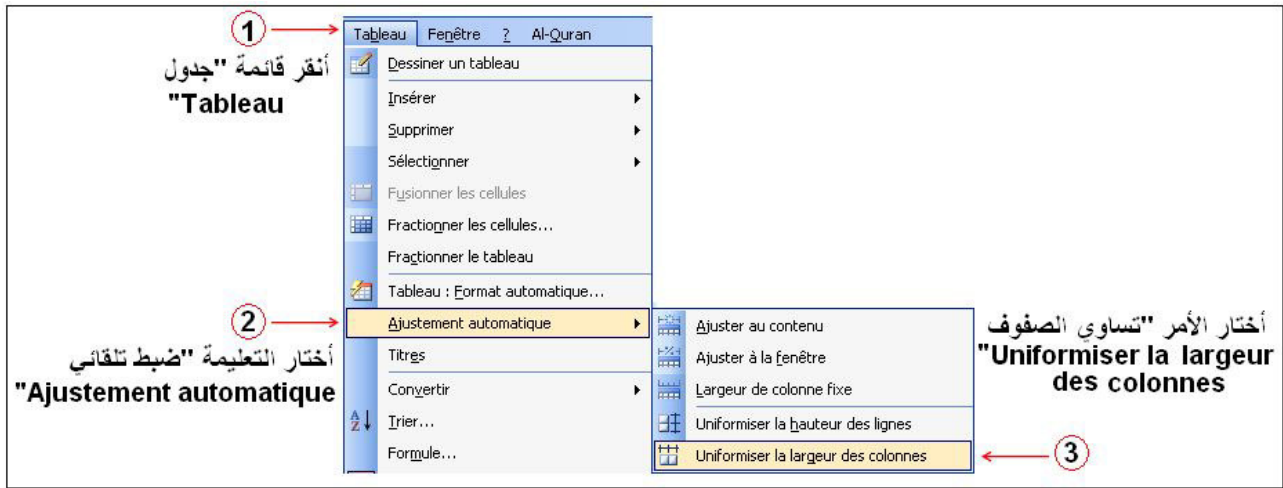 1
Tableau Fenêtre ? Al-Quran
أنقر قائمة "جدول
"Tableau
Dessiner un tableau
Insérer
Supprimer
Sélectionner
Fusionner les cellules
Fractionner les cellules...
Fractionner le tableau
Tableau : Format automatique...
2
Ajustement automatique
أختار التعليمة "ضبط تلقائي
"Ajustement automatique
Titres
Convertir
Trier...
Formule...
Ajuster au contenu
Ajuster à la fenêtre
Largeur de colonne fixe
Uniformiser la hauteur des lignes
Uniformiser la largeur des colonnes
3
أختار الأمر "تساوي الصفوف
"Uniformiser la largeur
des colonnes